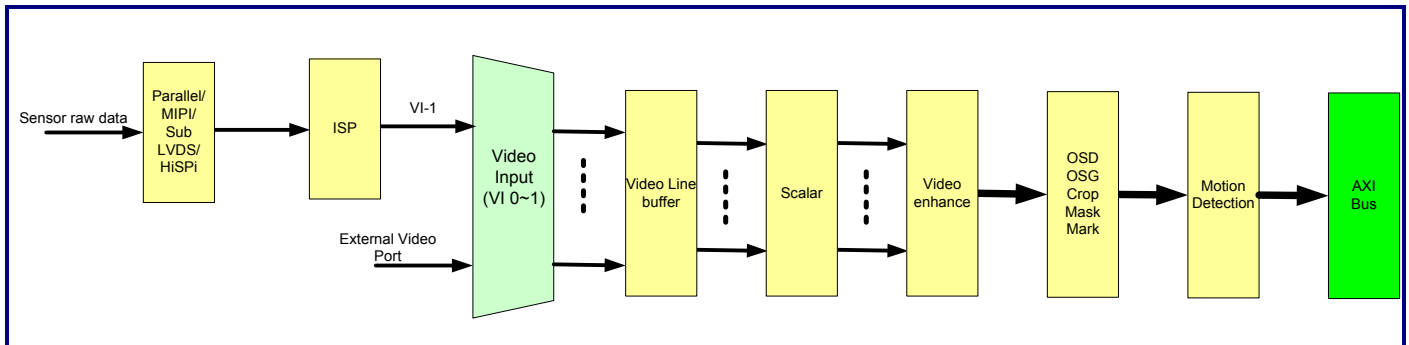 Sensor raw data
Parallel/
MIPI/
Sub
LVDS/
HiSPi
ISP
VI-1
External Video
Port
Video
Input
(VI 0~1)
Video Line
buffer
Scalar
Video
enhance
OSD
OSG
Crop
Mask
Mark
Motion
Detection
AXI
Bus